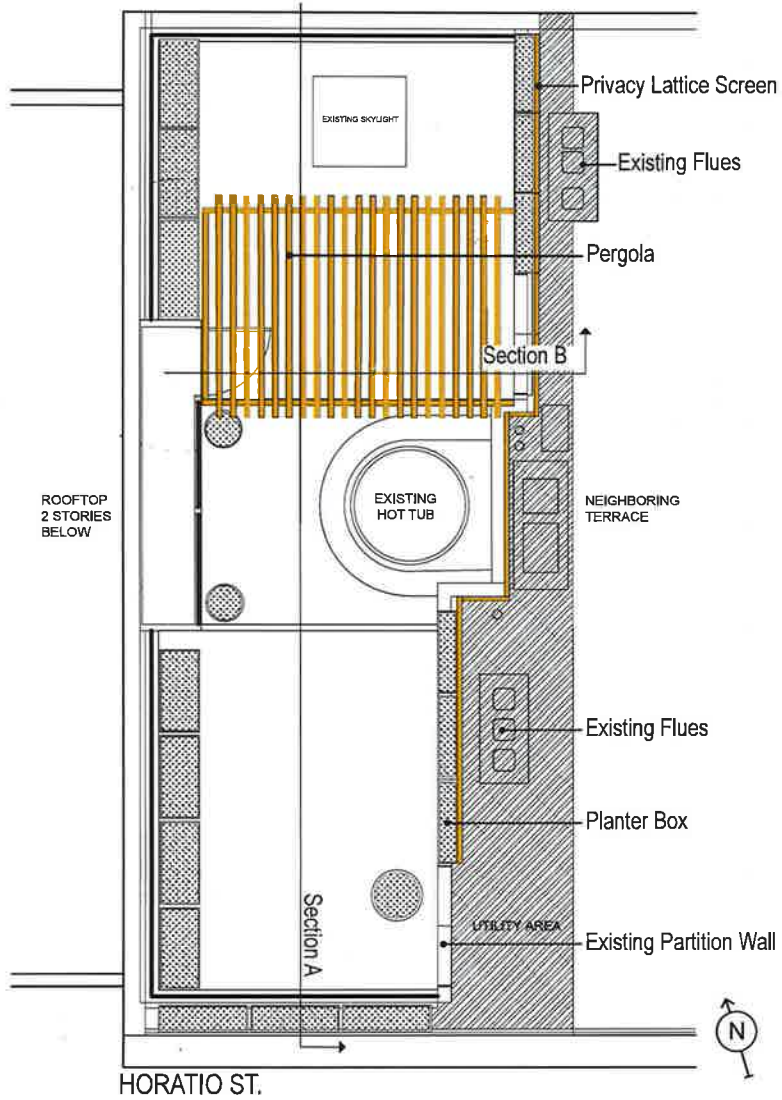 Privacy Lattice Screen
EXISTING SKYLIGHT
Existing Flues
Pergola
Section B
ROOFTOP
2 STORIES
BELOW
EXISTING
HOT TUB
NEIGHBORING
TERRACE
Existing Flues
Planter Box
Section A
UTILITY AREA
Existing Partition Wall
N
HORATIO ST.